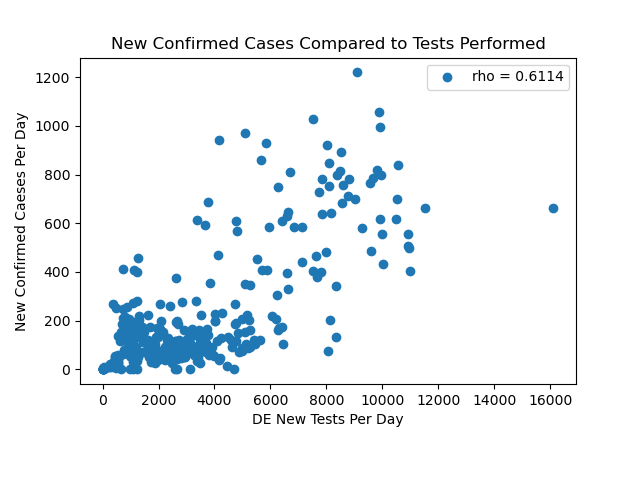 New Confirmed Cases Compared to Tests Performed
rho = 0.6114
1200
1000
800
600
400
200
0
New Confirmed Caeses Per Day
0 2000 4000 6000 8000 10000 12000 14000 16000
DE New Tests Per Day